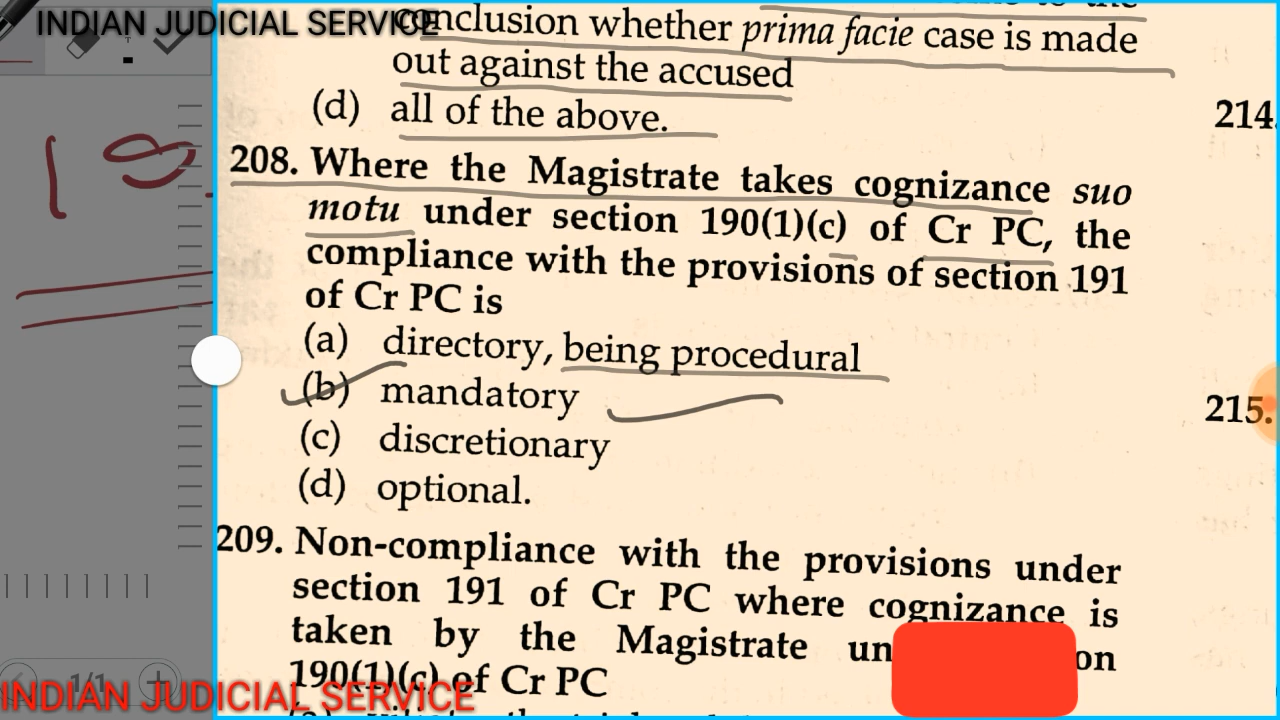 INDIAN JUDICIAL SERVICE
conclusion whether prima facie case is made
out against the accused
(d) all of the above.
208. Where the Magistrate takes cognizance suo
motu under section 190(1)(c) of Cr PC, the
compliance with the provisions of section 191
of Cr PC is
(a) directory, being procedural
(b) mandatory
(c) discretionary
(d) optional.
209. Non-compliance with the provisions under
section 191 of Cr PC where cognizance is
taken by the Magistrate un on
190(1)(c) of Cr PC
214.
215.
18.
1/1
INDIAN JUDICIAL SERVICE